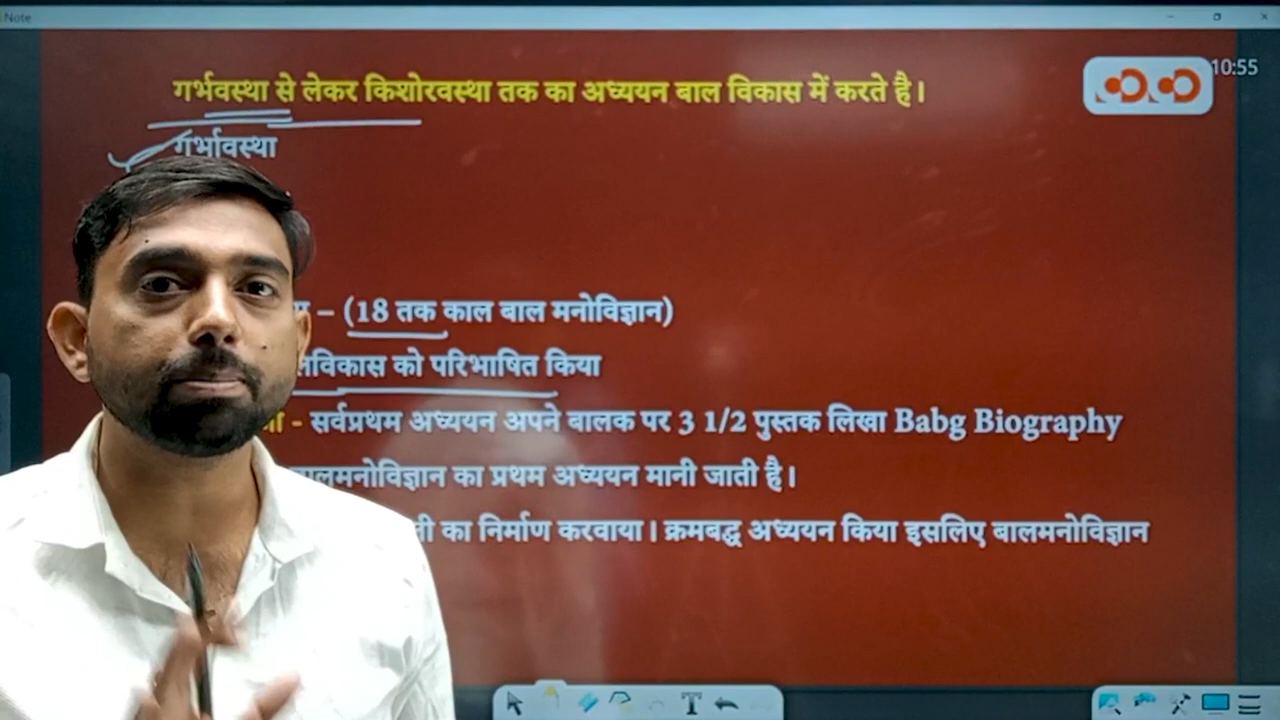 Note
10:55
गर्भवस्था से लेकर किशोरवस्था तक का अध्ययन बाल विकास में करते है।
गर्भावस्था
– (18 तक काल बाल मनोविज्ञान)
को परिभाषित किया
- सर्वप्रथम अध्ययन अपने बालक पर 3 1/2 पुस्तक लिखा Babg Biography
का प्रथम अध्ययन मानी जाती है।
का निर्माण करवाया। क्रमबद्ध अध्ययन किया इसलिए बालमनोविज्ञान